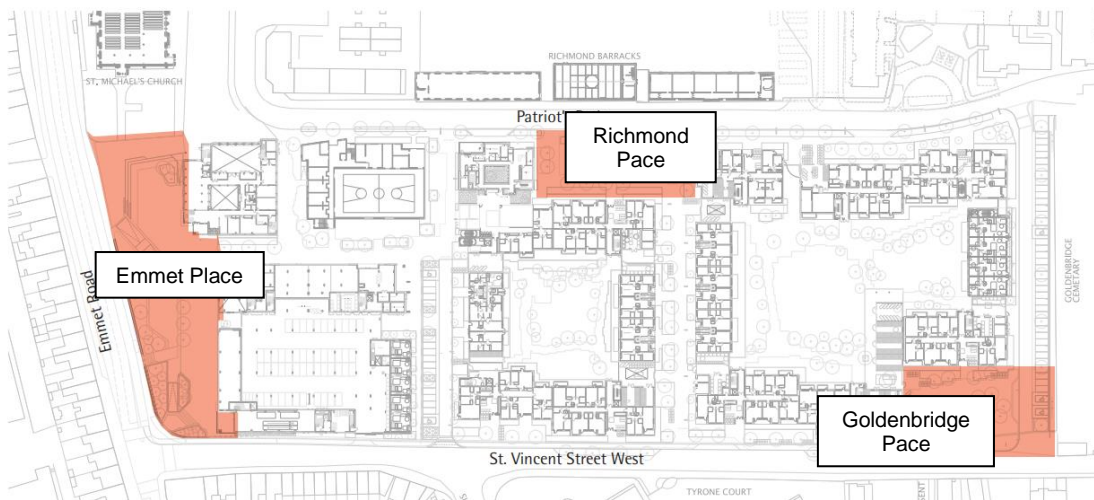 ST. MICHAEL'S CHURCH
RICHMOND BARRACKS
Patriot's
Richmond
Pace
Emmet Place
Emmet Road
GOLDENBRIDGE
CEMETARY
Goldenbridge
Pace
St. Vincent Street West
TYRONE COURT